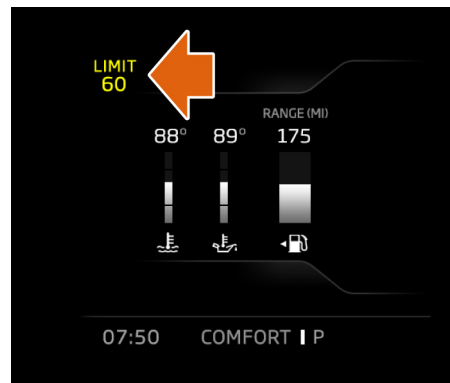 LIMIT
60
RANGE (MI)
88° 89° 175
07:50 COMFORT P